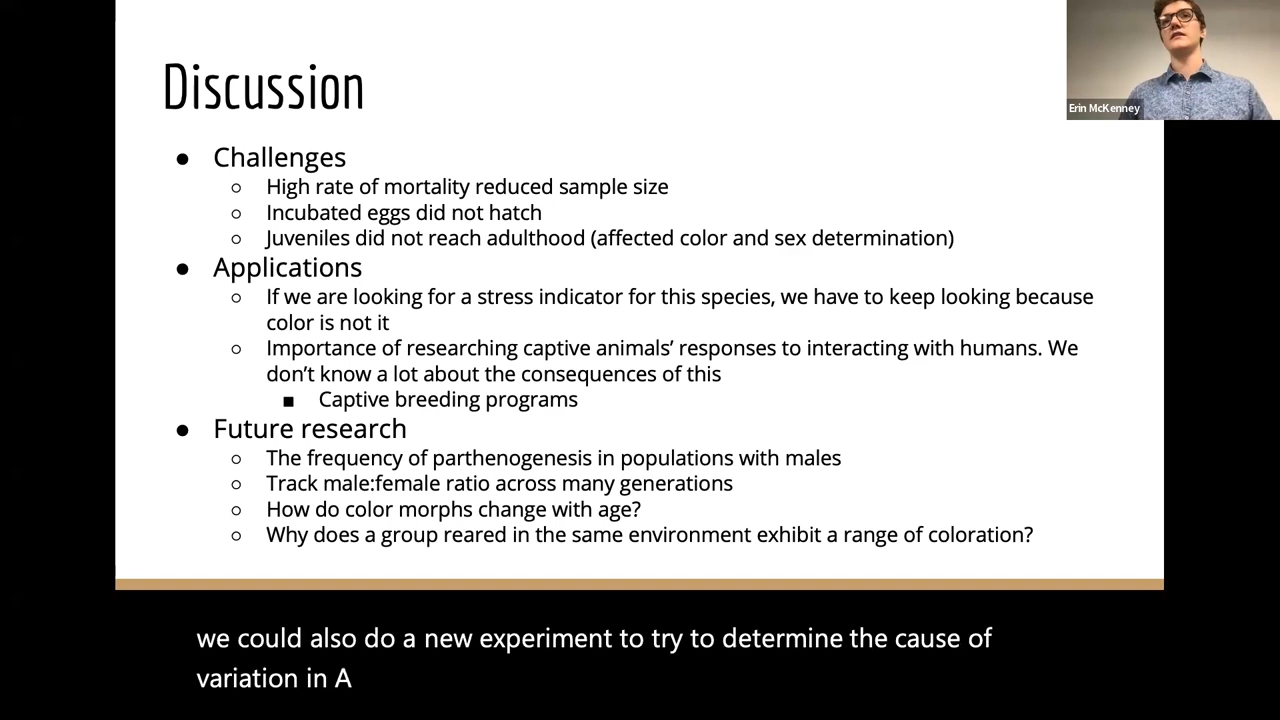 Discussion
Erin McKenney
● Challenges
○ High rate of mortality reduced sample size
○ Incubated eggs did not hatch
○ Juveniles did not reach adulthood (affected color and sex determination)
● Applications
○ If we are looking for a stress indicator for this species, we have to keep looking because
color is not it
○ Importance of researching captive animals’ responses to interacting with humans. We
don’t know a lot about the consequences of this
■ Captive breeding programs
● Future research
○ The frequency of parthenogenesis in populations with males
○ Track male:female ratio across many generations
○ How do color morphs change with age?
○ Why does a group reared in the same environment exhibit a range of coloration?
we could also do a new experiment to try to determine the cause of
variation in A